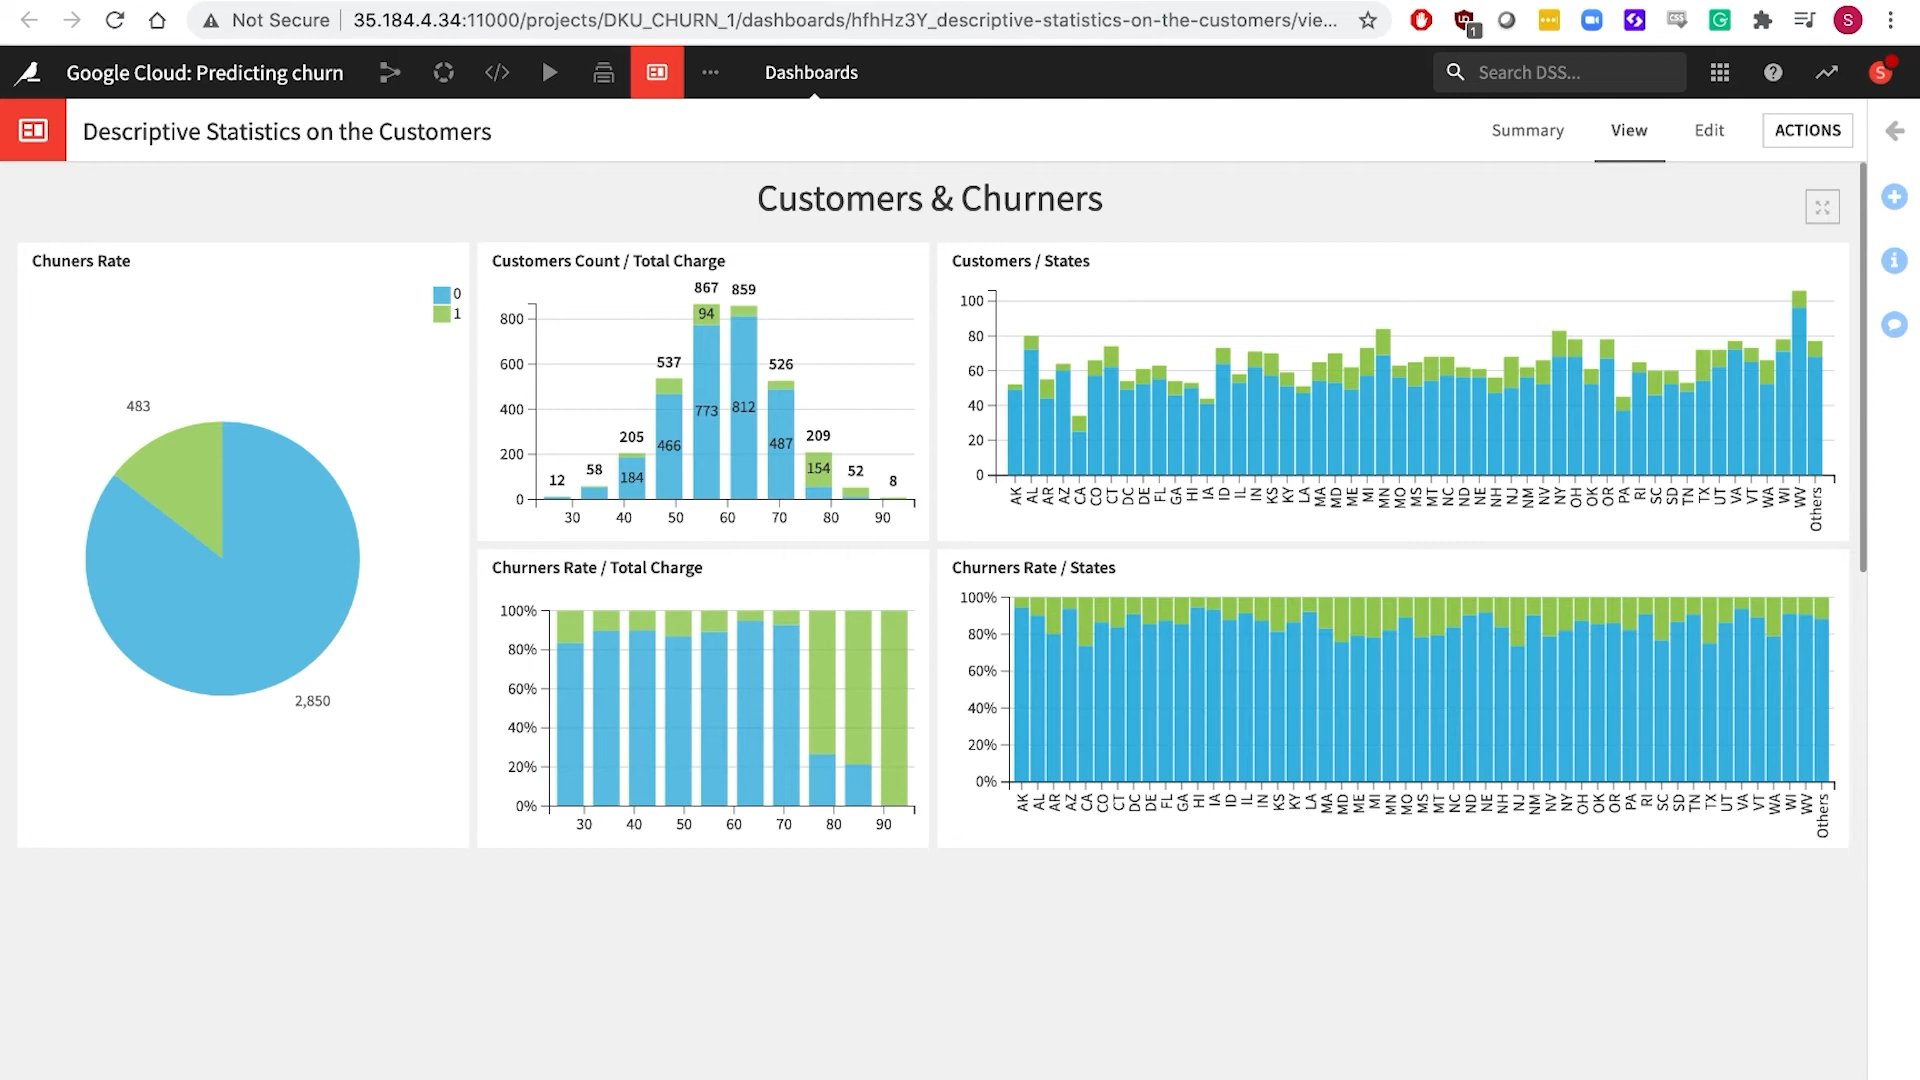 Not Secure
35.184.4.34:11000/projects/DKU_CHURN_1/dashboards/hfhHz3Y_descriptive-statistics-on-the-customers/vie...
1
CSS
G
S
Google Cloud: Predicting churn
Dashboards
Search DSS...
S
Descriptive Statistics on the Customers
Summary
View
Edit
ACTIONS
Customers & Churners
Chuners Rate
0
1
483
2,850
Customers Count / Total Charge
867
859
800
94
537
526
600
400
773
812
205
466
487
209
200
12
58
184
154
52
8
0
30 40 50 60 70 80 90
Customers / States
100
80
60
40
20
0
AK AL AR AZ CA CO CT DC DE FL GA HI IA ID IL IN KS KY LA MA MD ME MI MN MO MS MT NC ND NE NH NJ NM NV NY OH OK OR PA RI SC SD TN TX UT VA VT WA WI WV Others
Churners Rate / Total Charge
100%
80%
60%
40%
20%
0%
30 40 50 60 70 80 90
Churners Rate / States
100%
80%
60%
40%
20%
0%
AK AL AR AZ CA CO CT DC DE FL GA HI IA ID IL IN KS KY LA MA MD ME MI MN MO MS MT NC ND NE NH NJ NM NV NY OH OK OR PA RI SC SD TN TX UT VA VT WA WI WV Others